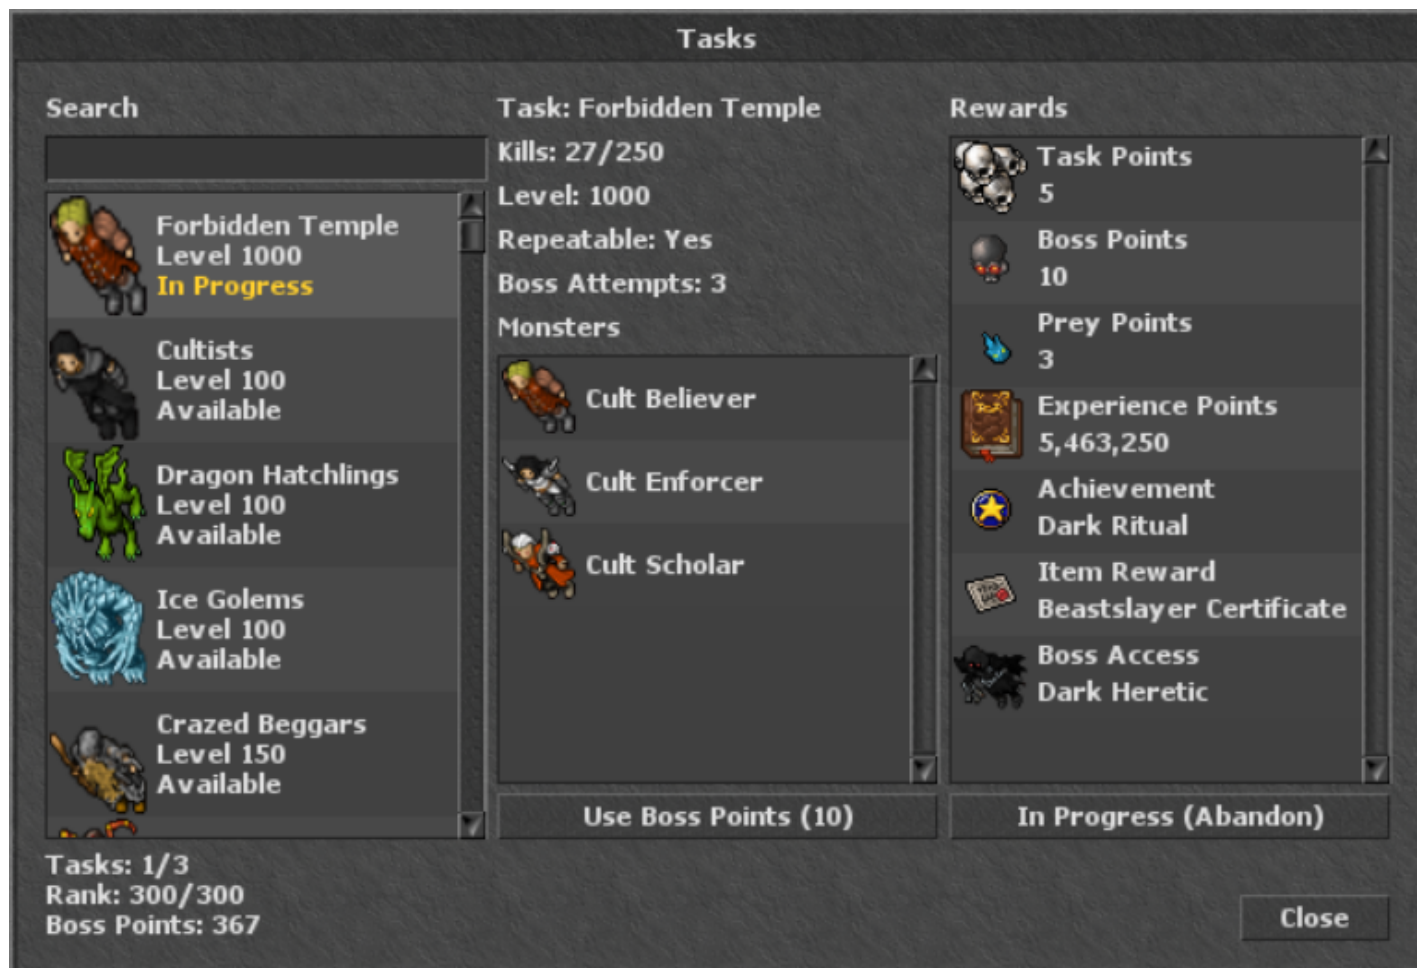 Tasks
Search
Forbidden Temple
Level 1000
In Progress
Cultists
Level 100
Available
Dragon Hatchlings
Level 100
Available
Ice Golems
Level 100
Available
Crazed Beggars
Level 150
Available
Tasks: 1/3
Rank: 300/300
Boss Points: 367
Task: Forbidden Temple
Kills: 27/250
Level: 1000
Repeatable: Yes
Boss Attempts: 3
Monsters
Cult Believer
Cult Enforcer
Cult Scholar
Use Boss Points (10)
Rewards
Task Points
5
Boss Points
10
Prey Points
3
Experience Points
5,463,250
Achievement
Dark Ritual
Item Reward
Beastslayer Certificate
Boss Access
Dark Heretic
In Progress (Abandon)
Close